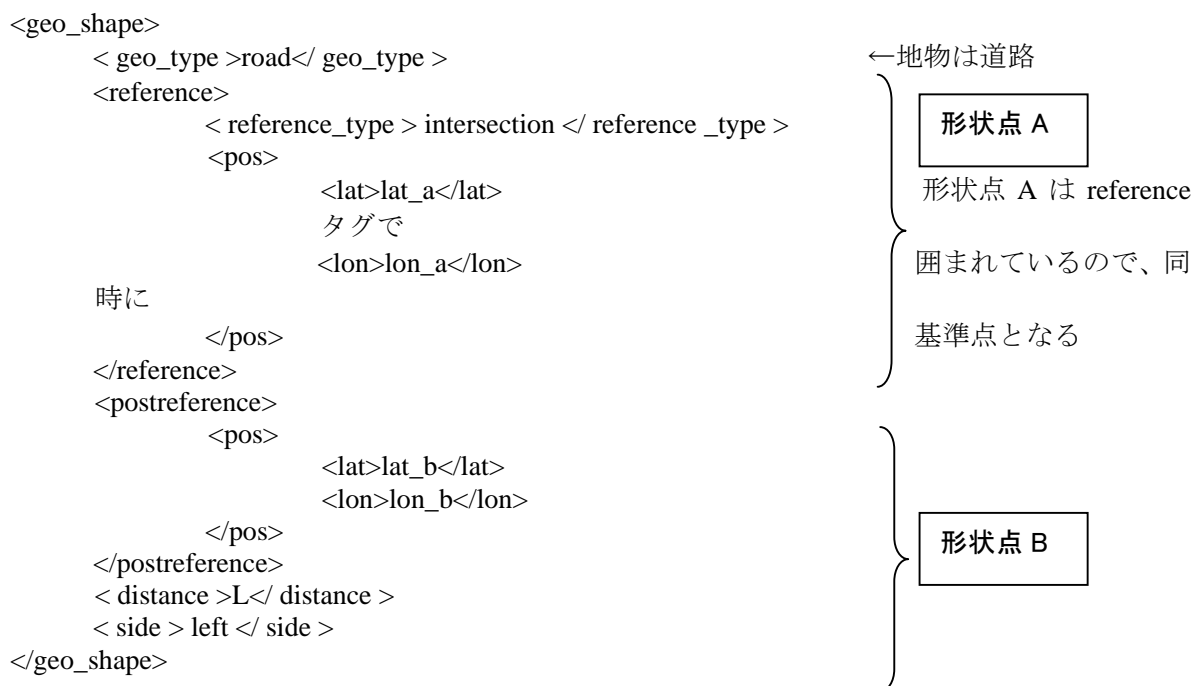 <geo_shape>
< geo_type >road</ geo_type > ←地物は道路
<reference>
< reference_type > intersection </ reference _type > 形状点 A
<pos>
<lat>lat_a</lat> 形状点 A は reference
タグで
<lon>lon_a</lon> 囲まれているので、同
時に
</pos> 基準点となる
</reference>
<postreference>
<pos>
<lat>lat_b</lat>
<lon>lon_b</lon>
</pos> 形状点 B
</postreference>
< distance >L</ distance >
< side > left </ side >
</geo_shape>